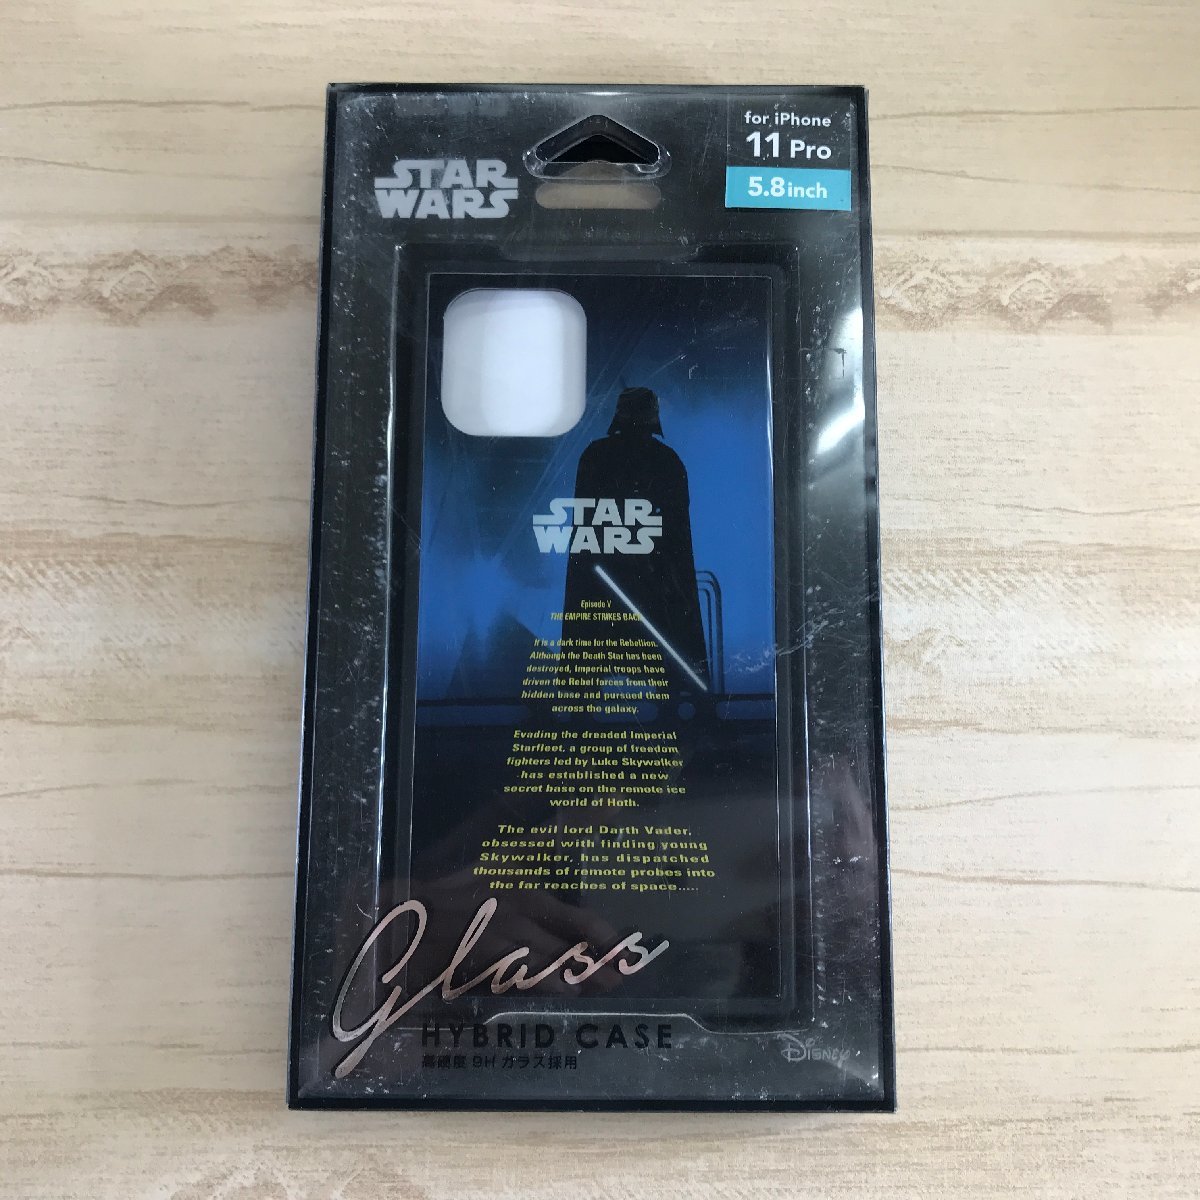 for iPhone
11 Pro
5.8inch
STAR
WARS
STAR
WARS
Episode V
THE EMPIRE STRIKES BACK
It is a dark time for the Rebellion.
Although the Death Star has been
destroyed, Imperial troops have
driven the Rebel forces from their
hidden base and pursued them
across the galaxy.
Evading the dreaded Imperial
Starfleet, a group of freedom
fighters led by Luke Skywalker
has established a new
secret base on the remote ice
world of Hoth.
The evil lord Darth Vader,
obsessed with finding young
Skywalker, has dispatched
thousands of remote probes into
the far reaches of space.....
Glass
HYBRID CASE
高硬度 9H ガラス採用
Disney